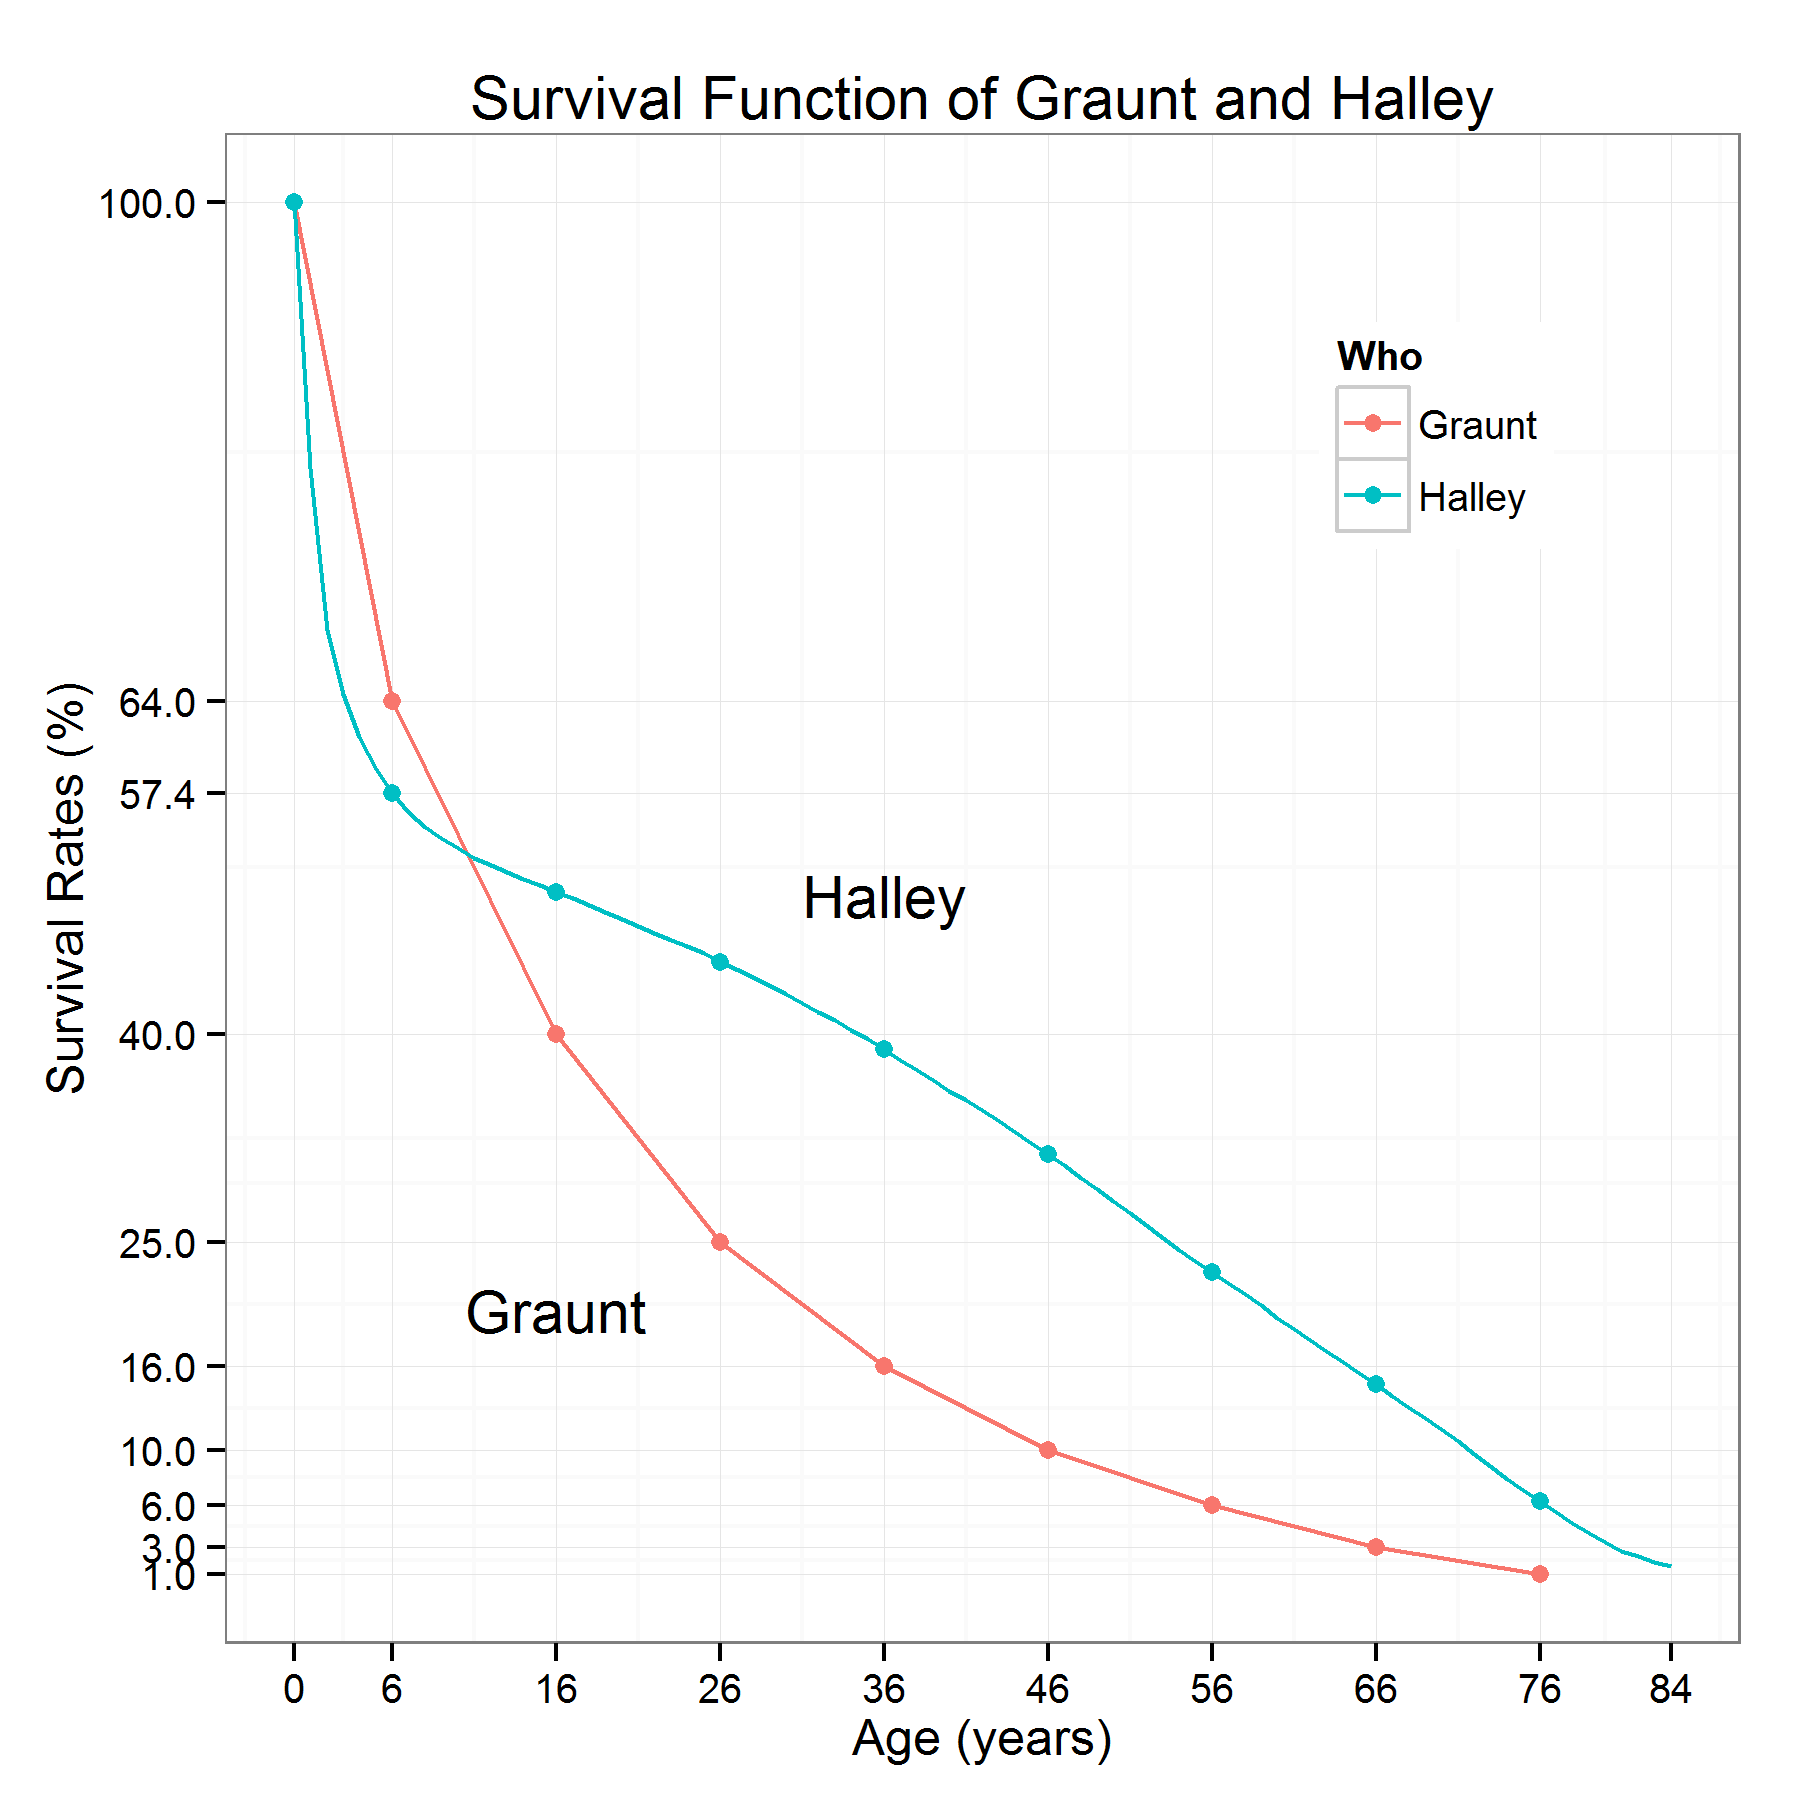 Survival Function of Graunt and Halley
100.0
64.0
57.4
40.0
25.0
16.0
10.0
6.0
3.0
1.0
Survival Rates (%)
Who
Graunt
Halley
Halley
Graunt
0 6 16 26 36 46 56 66 76 84
Age (years)